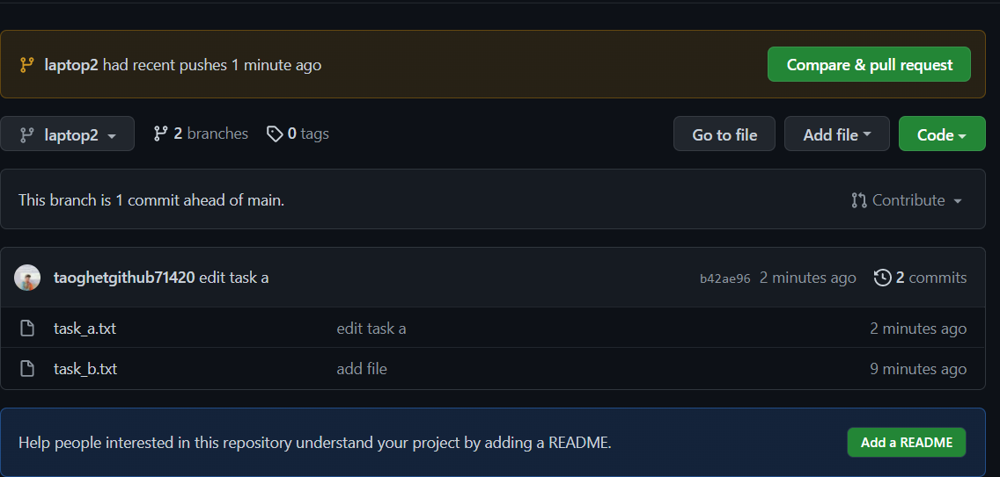 laptop2 had recent pushes 1 minute ago
Compare & pull request
laptop2
2 branches
0 tags
Go to file
Add file
Code
This branch is 1 commit ahead of main.
Contribute
taoghetgithub71420 edit task a
b42ae96 2 minutes ago
2 commits
task_a.txt
edit task a
2 minutes ago
task_b.txt
add file
9 minutes ago
Help people interested in this repository understand your project by adding a README.
Add a README